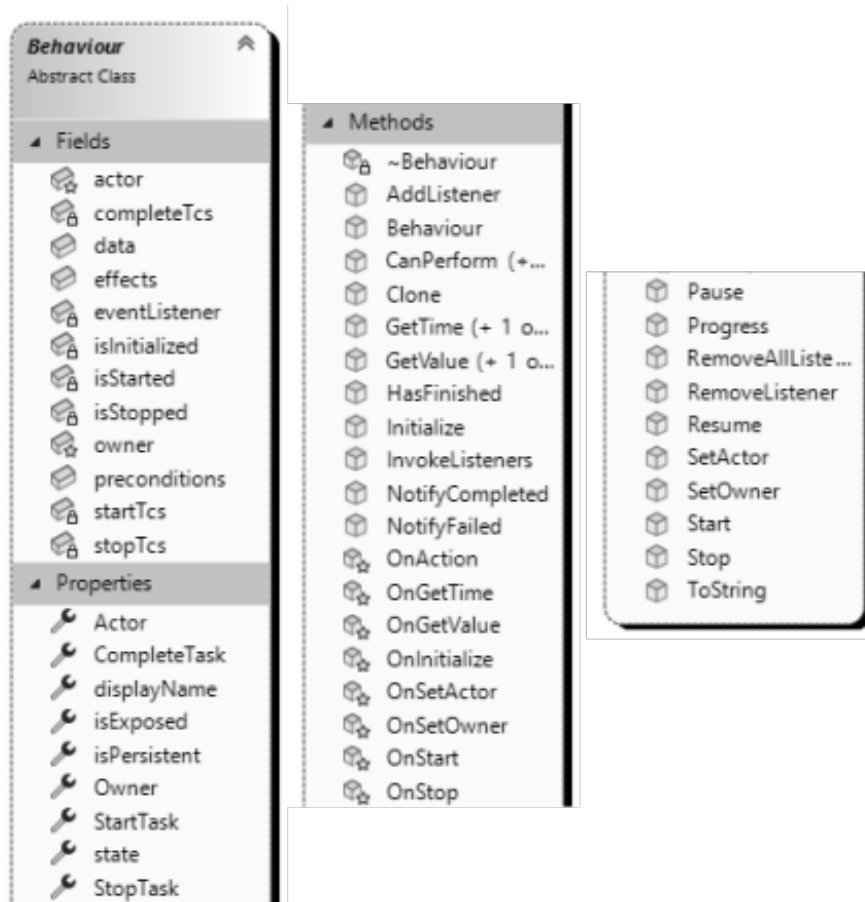 Behaviour
Abstract Class
Fields
actor
completeTcs
data
effects
eventListener
isInitialized
isStarted
isStopped
owner
preconditions
startTcs
stopTcs
Properties
Actor
CompleteTask
displayName
isExposed
isPersistent
Owner
StartTask
state
StopTask
Methods
~Behaviour
AddListener
Behaviour
CanPerform (+...
Clone
GetTime (+ 1 o...
GetValue (+ 1 o...
HasFinished
Initialize
InvokeListeners
NotifyCompleted
NotifyFailed
OnAction
OnGetTime
OnGetValue
OnInitialize
OnSetActor
OnSetOwner
OnStart
OnStop
Pause
Progress
RemoveAllListe...
RemoveListener
Resume
SetActor
SetOwner
Start
Stop
ToString